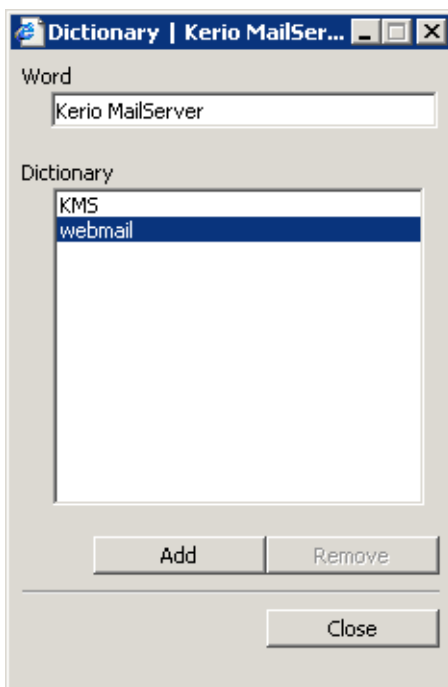 Dictionary | Kerio MailSer...
Word
Kerio MailServer
Dictionary
KMS
webmail
Add Remove
Close